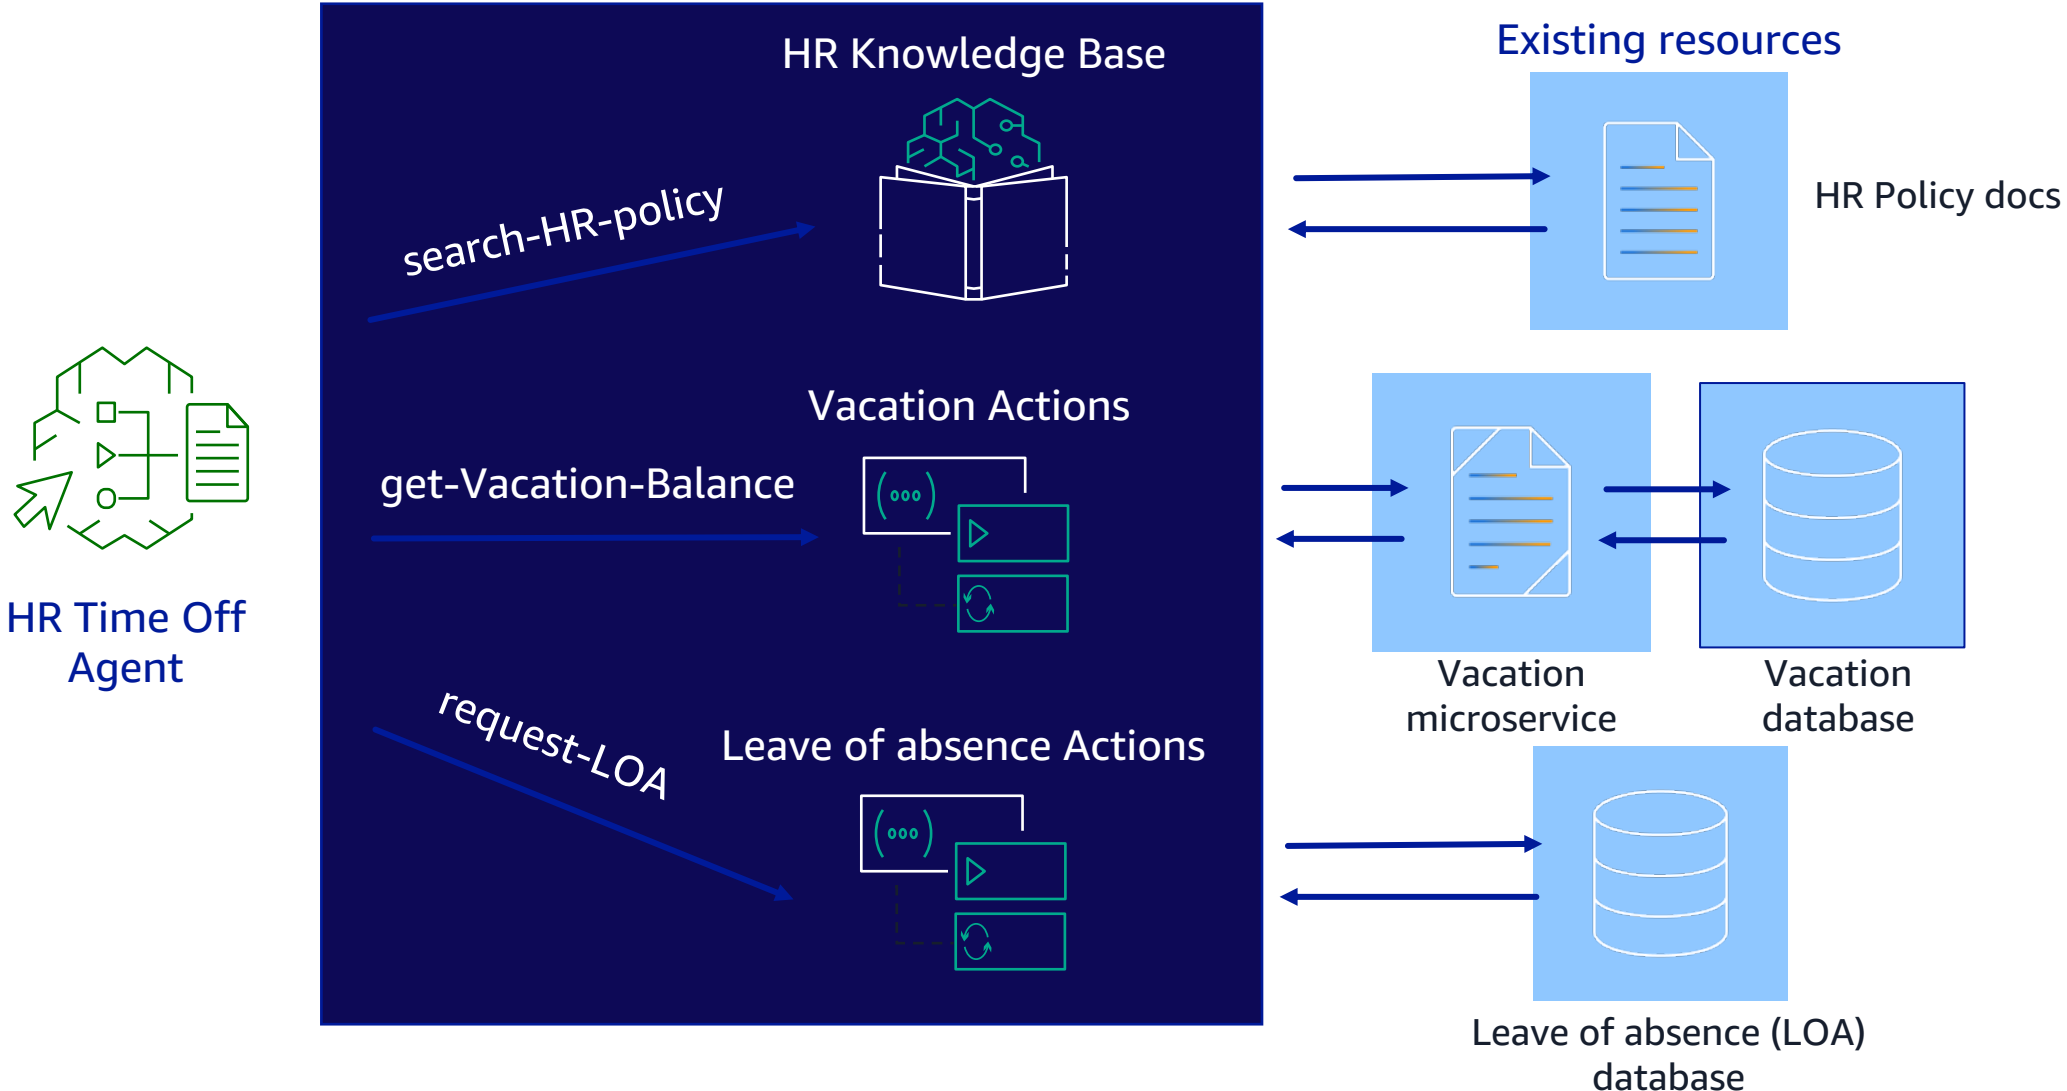 HR Knowledge Base
Existing resources
search-HR-policy
HR Policy docs
Vacation Actions
get-Vacation-Balance
HR Time Off
Agent
Vacation
microservice
Vacation
database
request-LOA
Leave of absence Actions
Leave of absence (LOA)
database